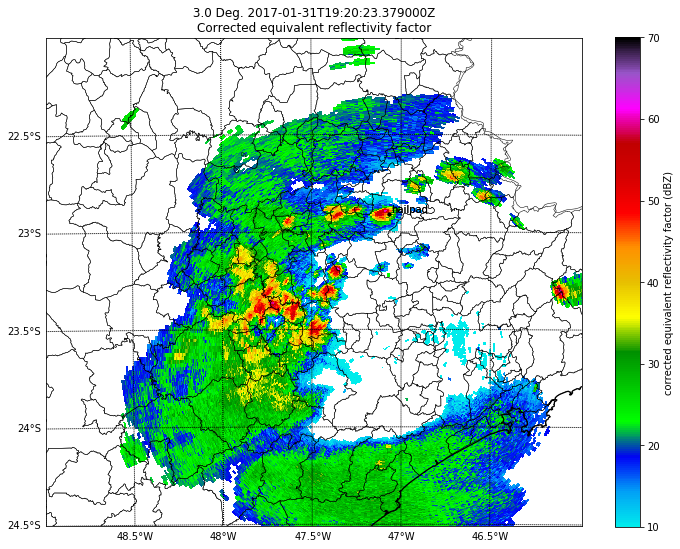 3.0 Deg. 2017-01-31T19:20:23.379000Z
Corrected equivalent reflectivity factor
22.5°S
23°S
23.5°S
24°S
24.5°S
48.5°W
48°W
47.5°W
47°W
46.5°W
railpad
70
60
50
40
30
20
10
corrected equivalent reflectivity factor (dBZ)